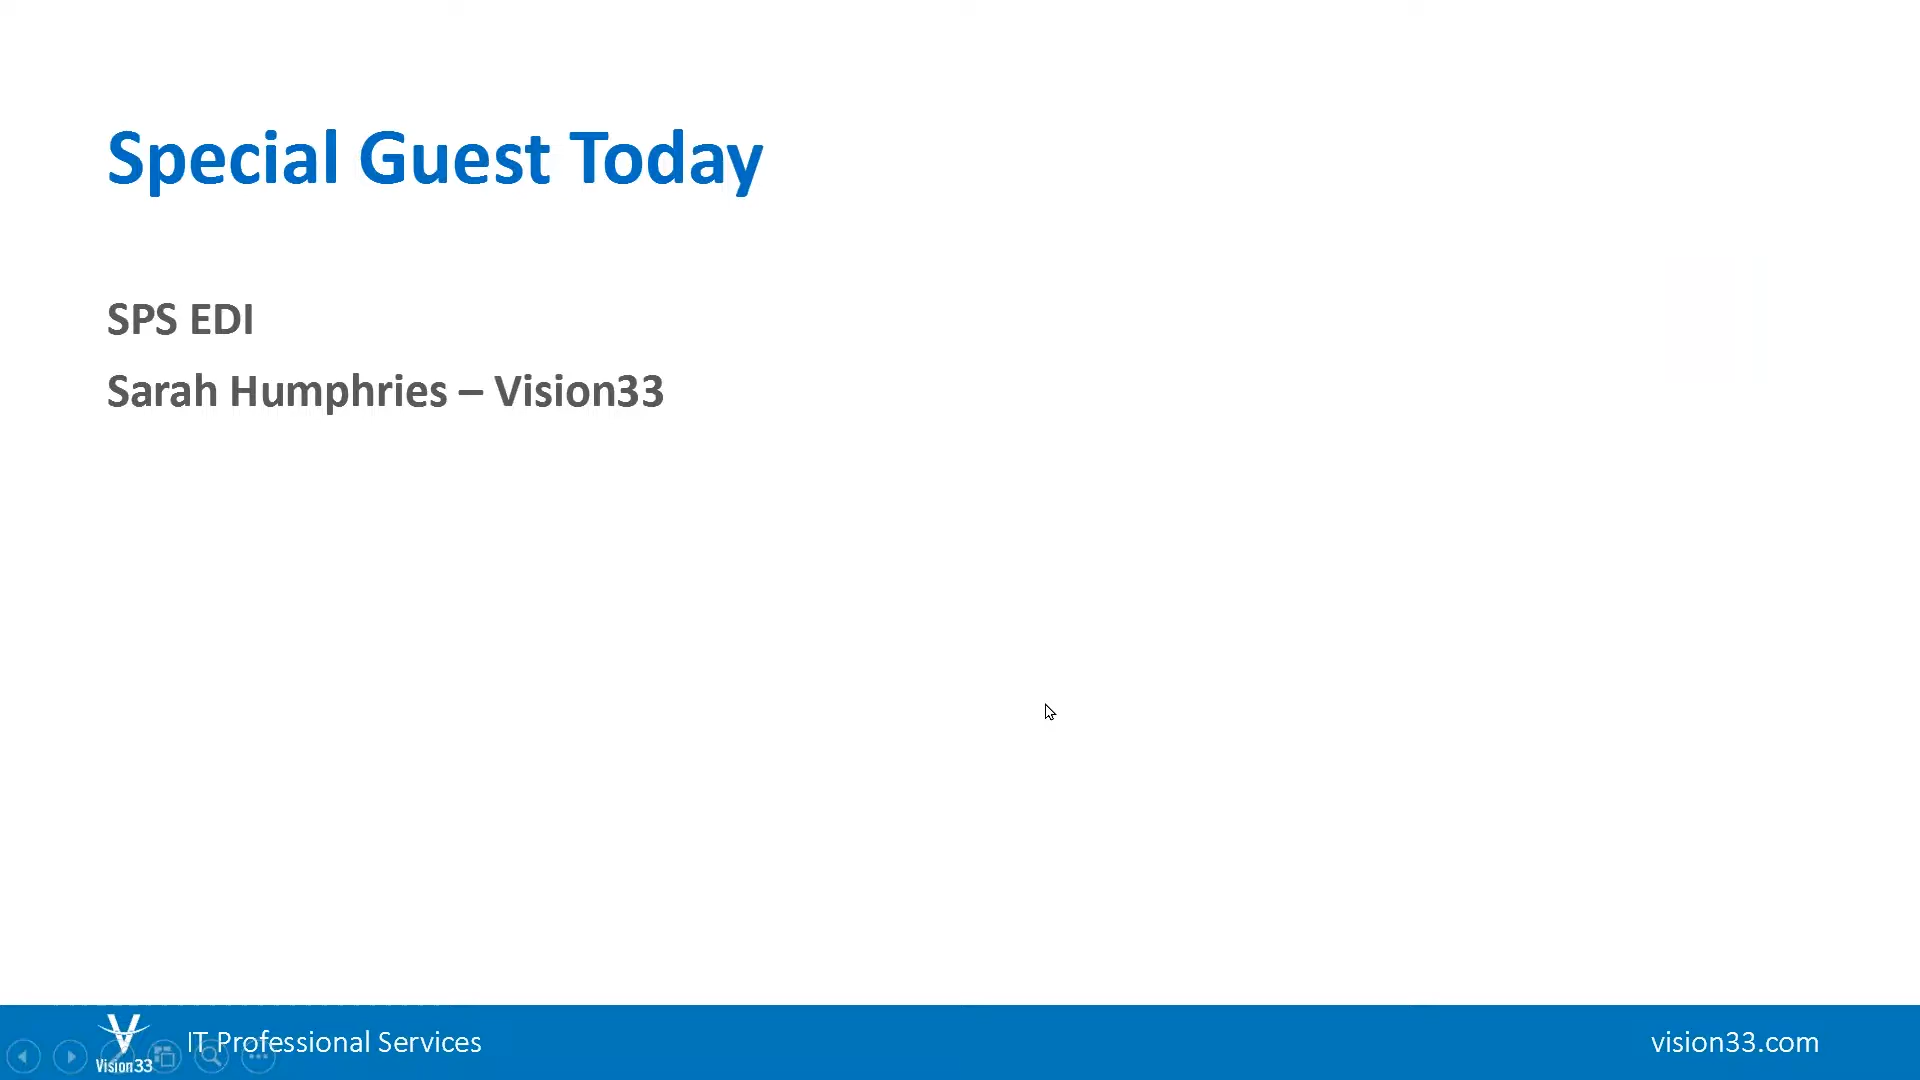 Special Guest Today
SPS EDI
Sarah Humphries – Vision33
Vision33
IT Professional Services
vision33.com